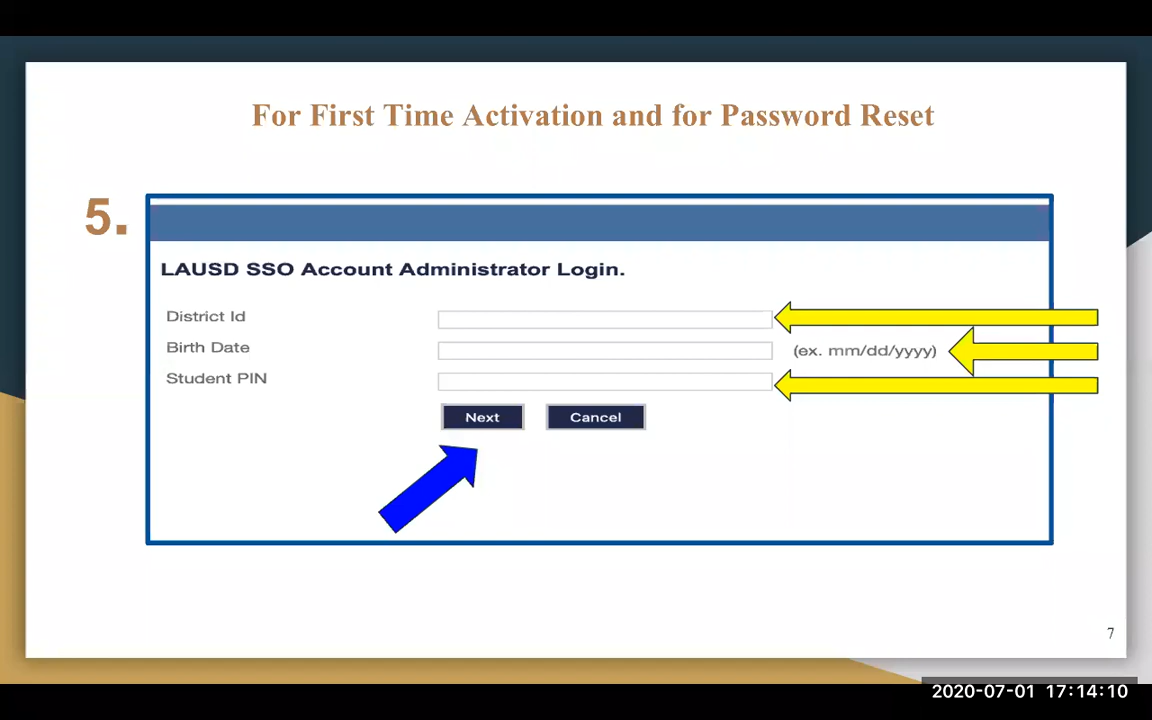 For First Time Activation and for Password Reset
5.
LAUSD SSO Account Administrator Login.
District Id
Birth Date (ex. mm/dd/yyyy)
Student PIN
Next Cancel
7
2020-07-01 17:14:10